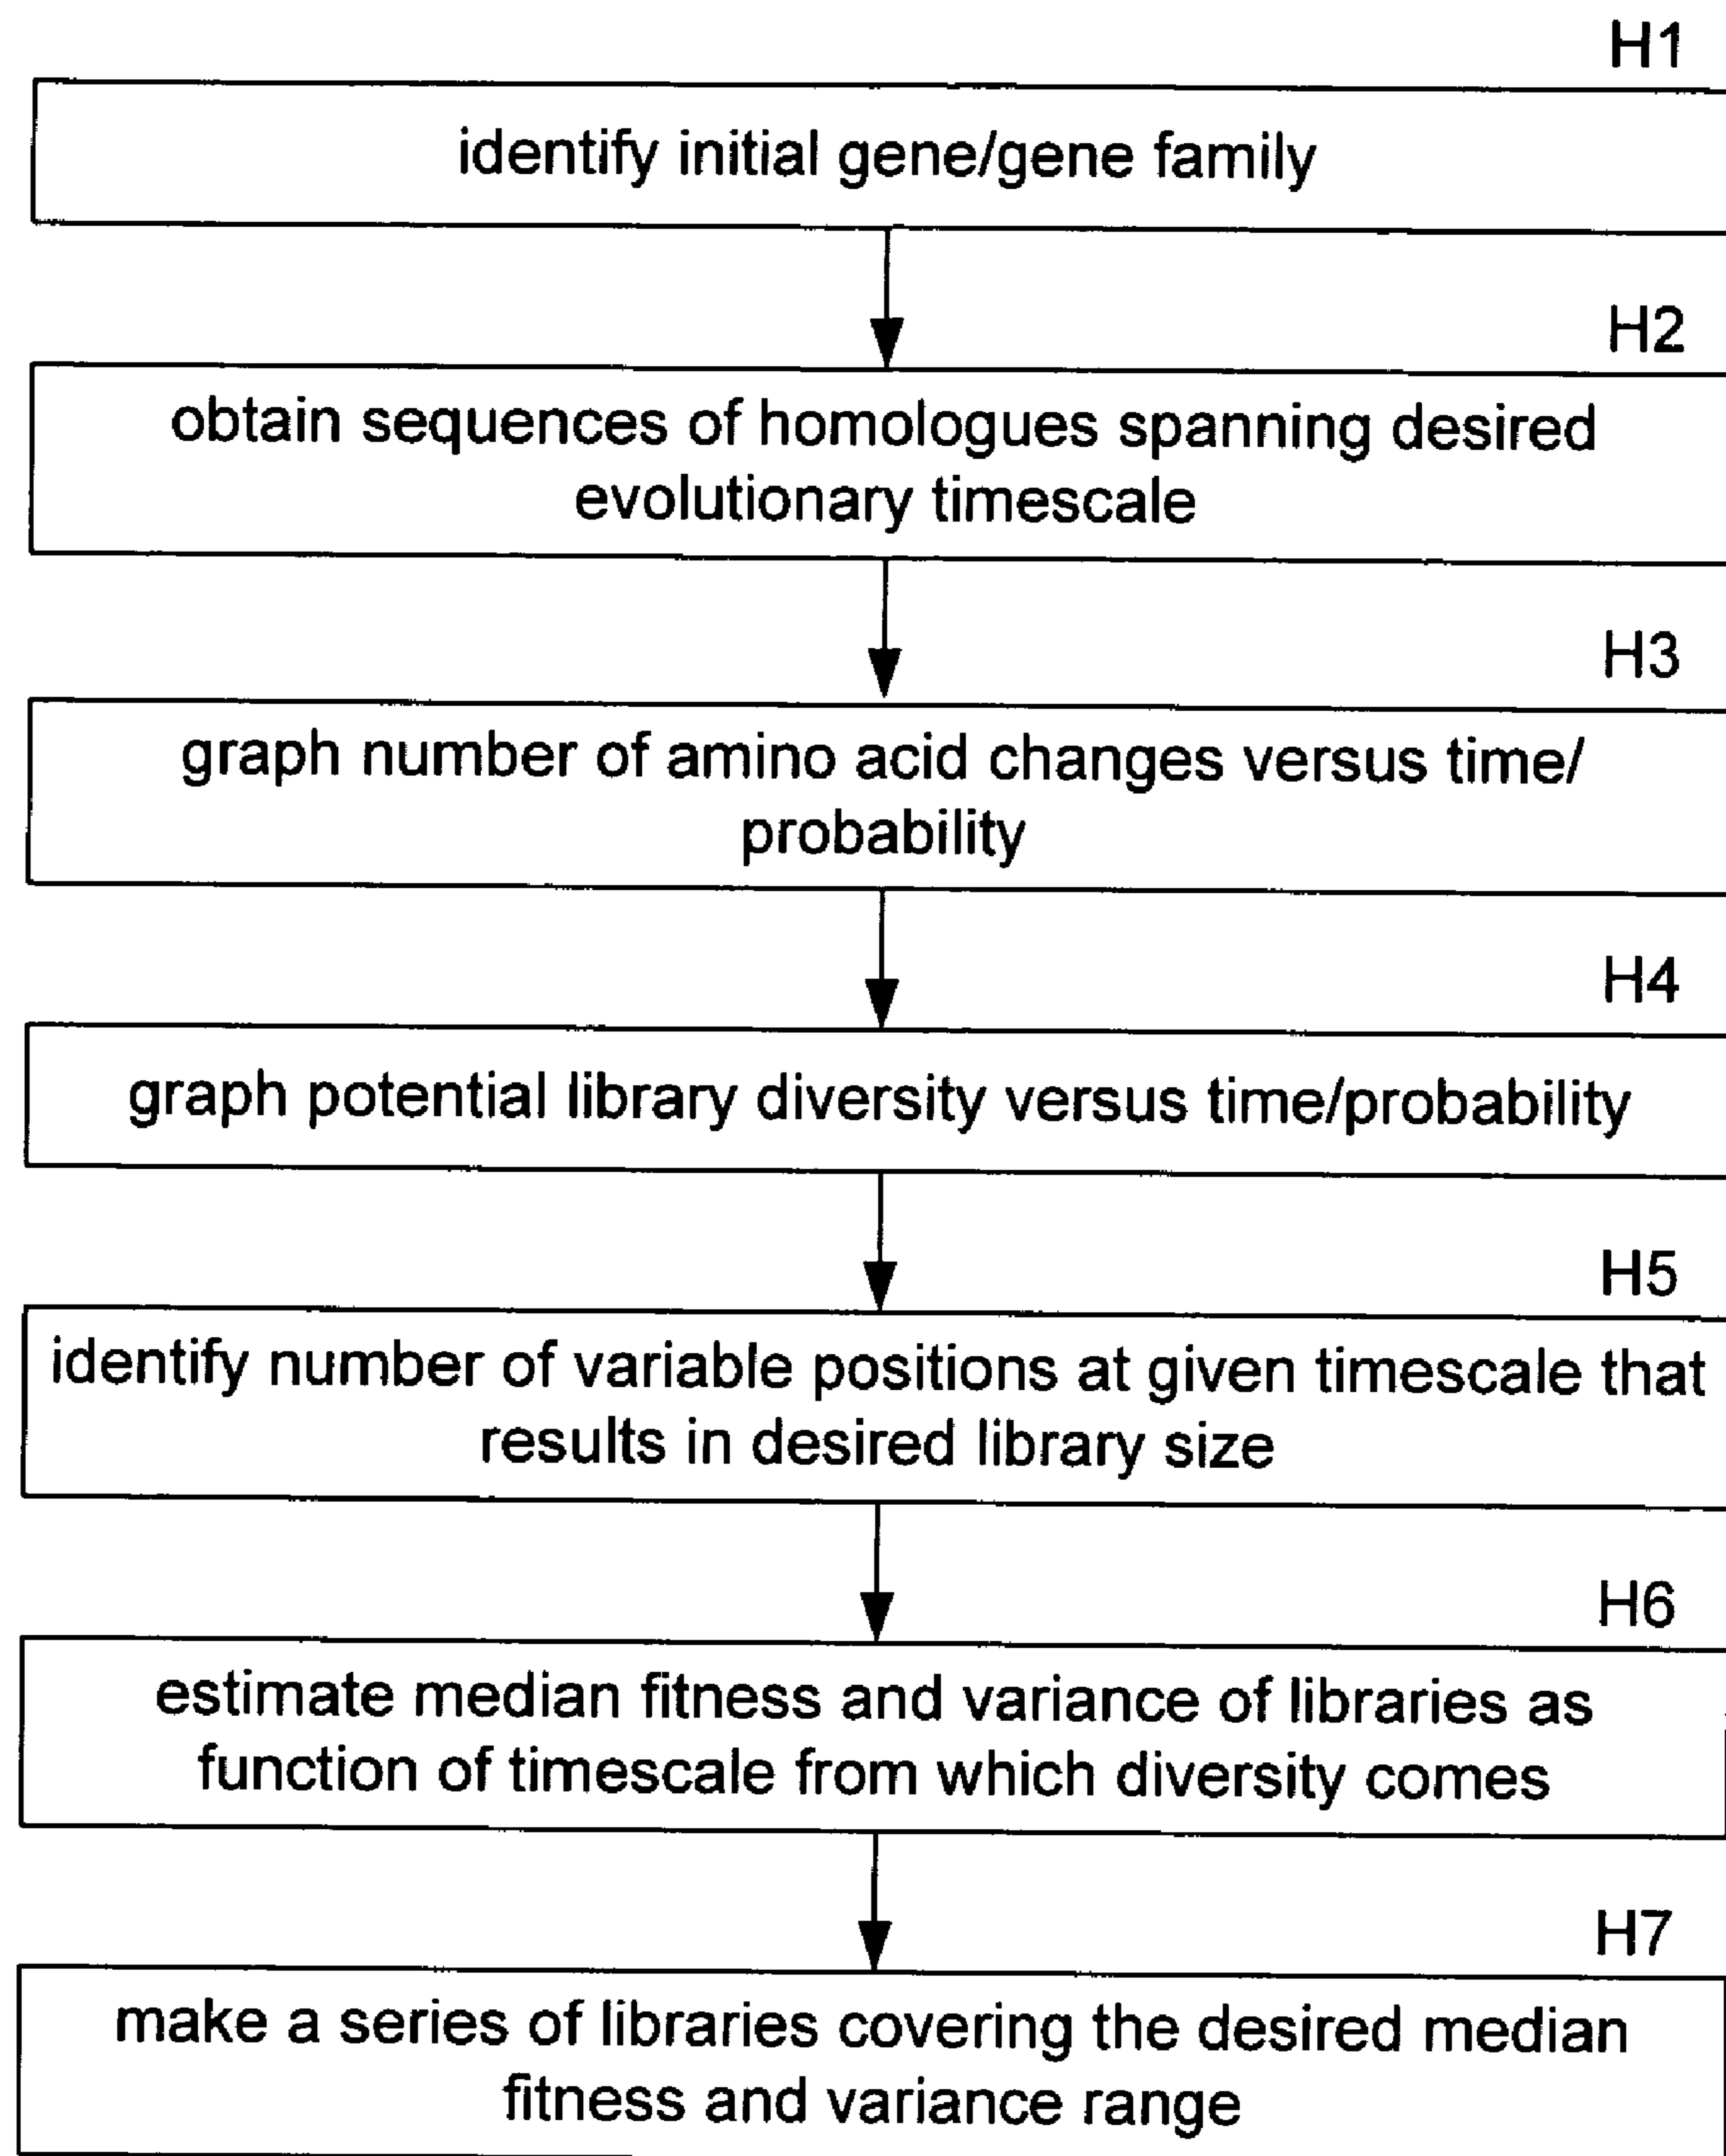 H1
identify initial gene/gene family
H2
obtain sequences of homologues spanning desired
evolutionary timescale
H3
graph number of amino acid changes versus time/
probability
H4
graph potential library diversity versus time/probability
H5
identify number of variable positions at given timescale that
results in desired library size
H6
estimate median fitness and variance of libraries as
function of timescale from which diversity comes
H7
make a series of libraries covering the desired median
fitness and variance range